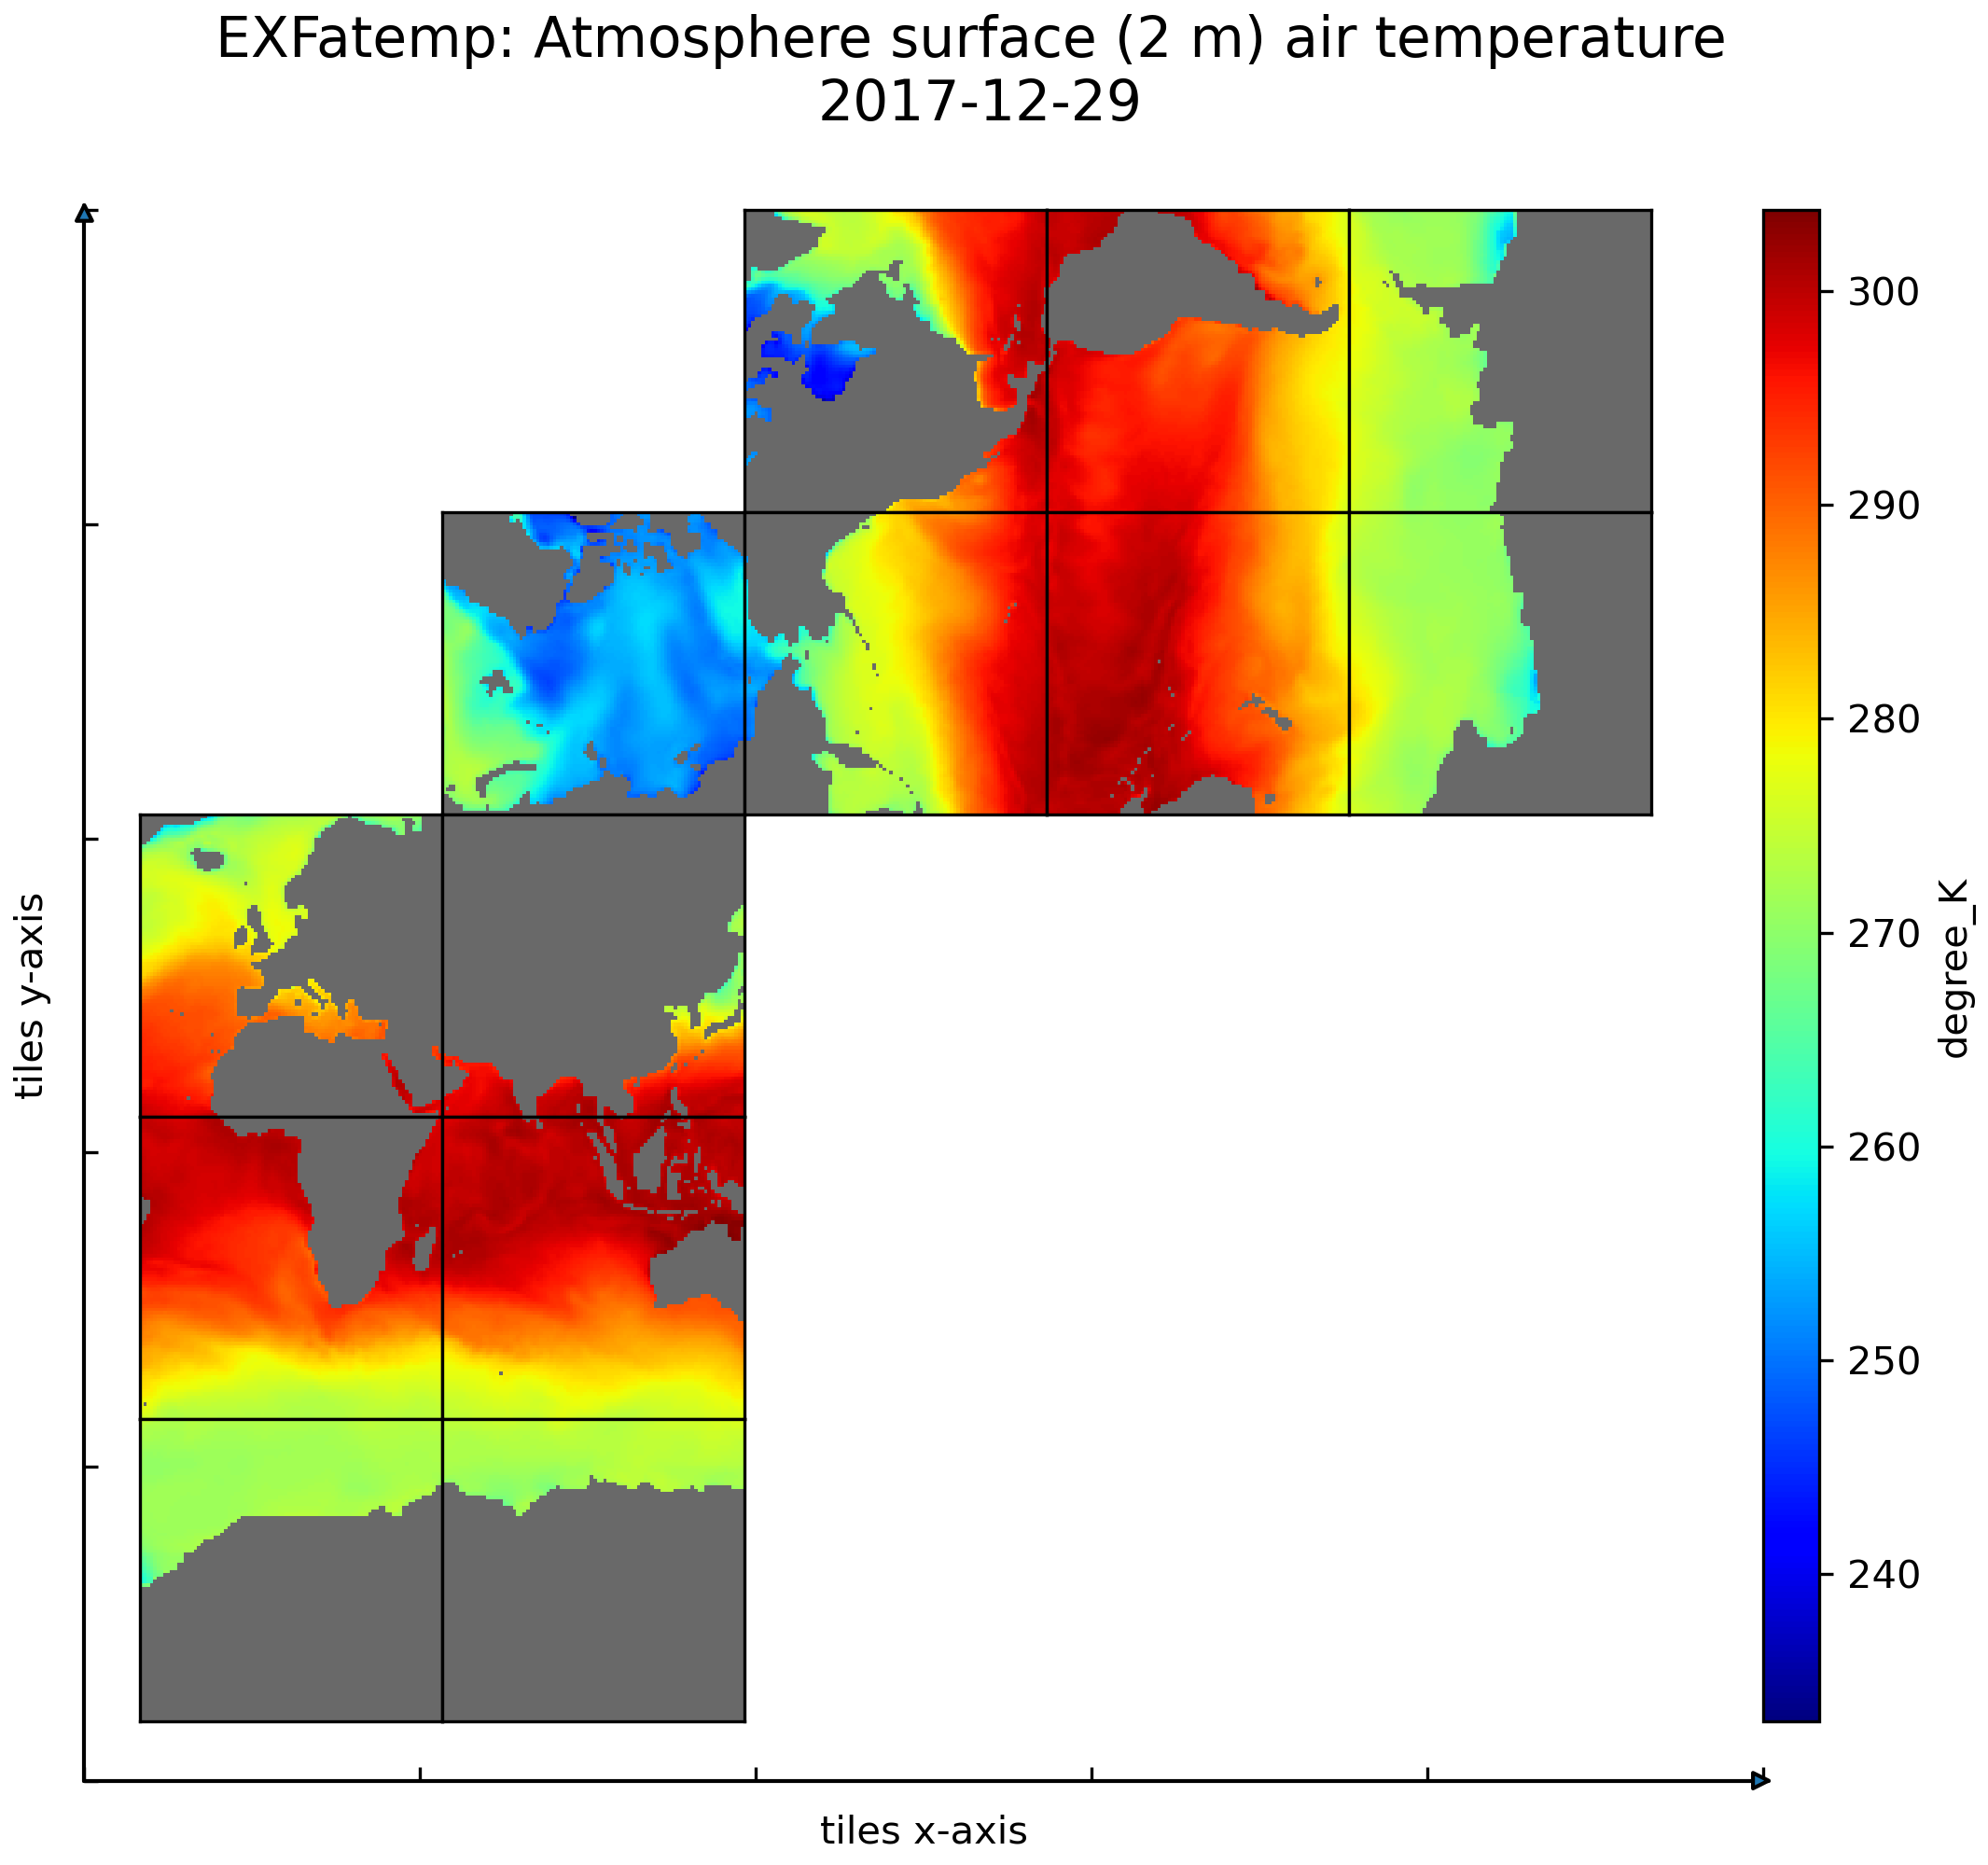 EXFatemp: Atmosphere surface (2 m) air temperature
2017-12-29
tiles y-axis
tiles x-axis
300
290
280
270
260
250
240
degree_K